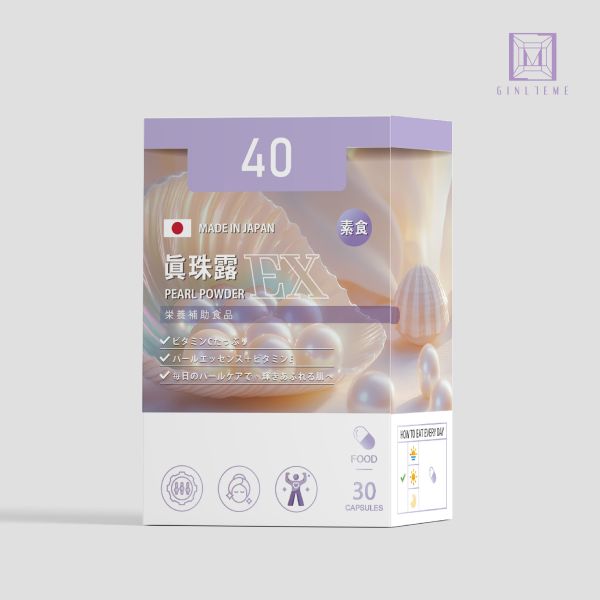 GINLIEME
40
MADE IN JAPAN
素食
眞珠露
EX
PEARL POWDER
栄養補助食品
ビタミンCたっぷり
パールエッセンス+ビタミンE
毎日のパールケアで、輝きあふれる肌へ
FOOD
30
CAPSULES
HOW TO EAT EVERY DAY